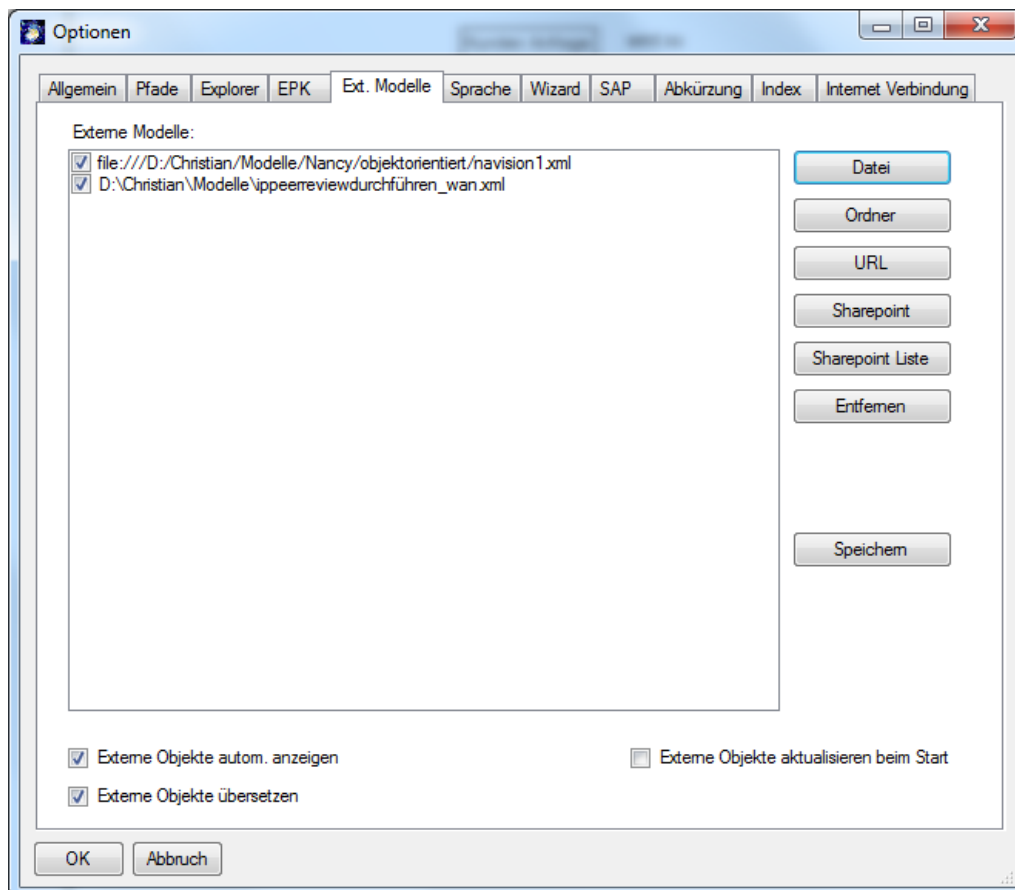 Optionen
Allgemein Pfade Explorer EPK Ext. Modelle Sprache Wizard SAP Abkürzung Index Internet Verbindung
Externe Modelle:
file:///D:/Christian/Modelle/Nancy/objektorientiert/navision1.xml
D:\Christian\Modelle\ippeerreviewdurchführen_wan.xml
Datei
Ordner
URL
Sharepoint
Sharepoint Liste
Entfernen
Speichern
Externe Objekte autom. anzeigen
Externe Objekte aktualisieren beim Start
Externe Objekte übersetzen
OK Abbruch